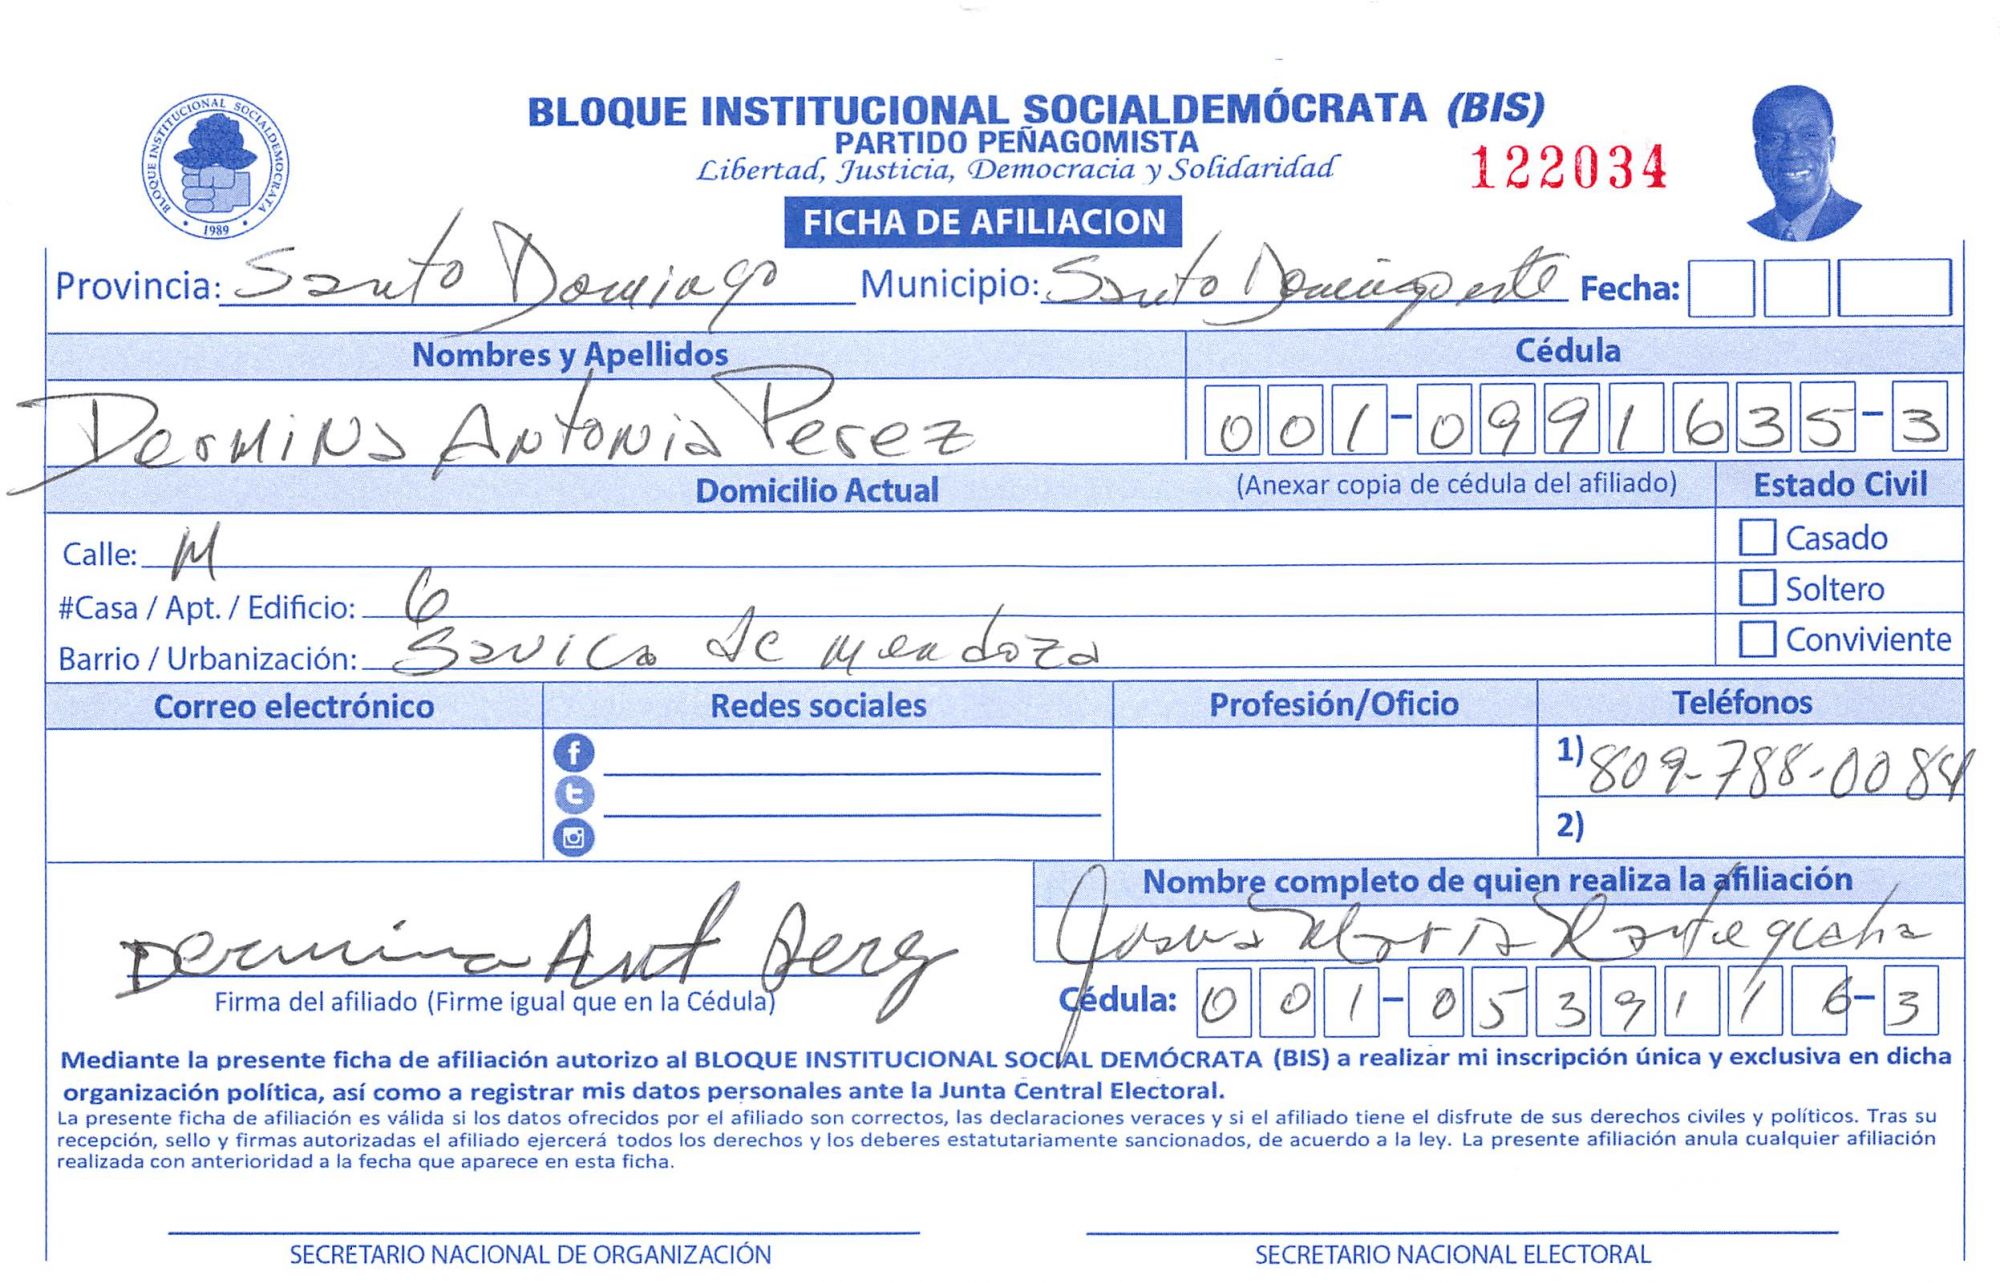 BLOQUE INSTITUCIONAL SOCIALDEMOCRATA
1989
BLOQUE INSTITUCIONAL SOCIALDEMÓCRATA (BIS)
PARTIDO PEÑAGOMISTA
Libertad, Justicia, Democracia y Solidaridad
122034
FICHA DE AFILIACION
Provincia: Santo Domingo Municipio: Santo Domingo este Fecha:
Nombres y Apellidos Cédula
Dermina Antonia Perez 001-0991635-3
Domicilio Actual (Anexar copia de cédula del afiliado) Estado Civil
Calle: M Casado
#Casa / Apt. / Edificio: 6 Soltero
Barrio / Urbanización: de Mendoza Conviviente
Correo electrónico Redes sociales Profesión/Oficio Teléfonos
1) 809-788-0084
2)
Nombre completo de quien realiza la afiliación
Dermina Ant Perez
Firma del afiliado (Firme igual que en la Cédula) Cédula: 001-0539116-3
Mediante la presente ficha de afiliación autorizo al BLOQUE INSTITUCIONAL SOCIAL DEMÓCRATA (BIS) a realizar mi inscripción única y exclusiva en dicha
organización política, así como a registrar mis datos personales ante la Junta Central Electoral.
La presente ficha de afiliación es válida si los datos ofrecidos por el afiliado son correctos, las declaraciones veraces y si el afiliado tiene el disfrute de sus derechos civiles y políticos. Tras su
recepción, sello y firmas autorizadas el afiliado ejercerá todos los derechos y los deberes estatutariamente sancionados, de acuerdo a la ley. La presente afiliación anula cualquier afiliación
realizada con anterioridad a la fecha que aparece en esta ficha.
SECRETARIO NACIONAL DE ORGANIZACIÓN SECRETARIO NACIONAL ELECTORAL